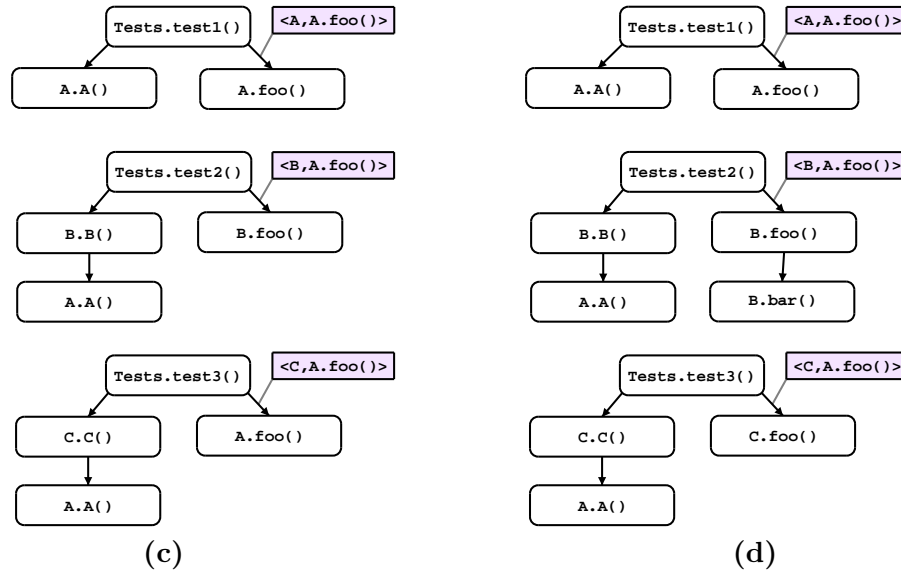 Tests.test1()
<A,A.foo()>
A.A()
A.foo()
Tests.test2()
<B,A.foo()>
B.B()
B.foo()
A.A()
Tests.test3()
<C,A.foo()>
C.C()
A.foo()
A.A()
(c)
Tests.test1()
<A,A.foo()>
A.A()
A.foo()
Tests.test2()
<B,A.foo()>
B.B()
B.foo()
A.A()
B.bar()
Tests.test3()
<C,A.foo()>
C.C()
C.foo()
A.A()
(d)